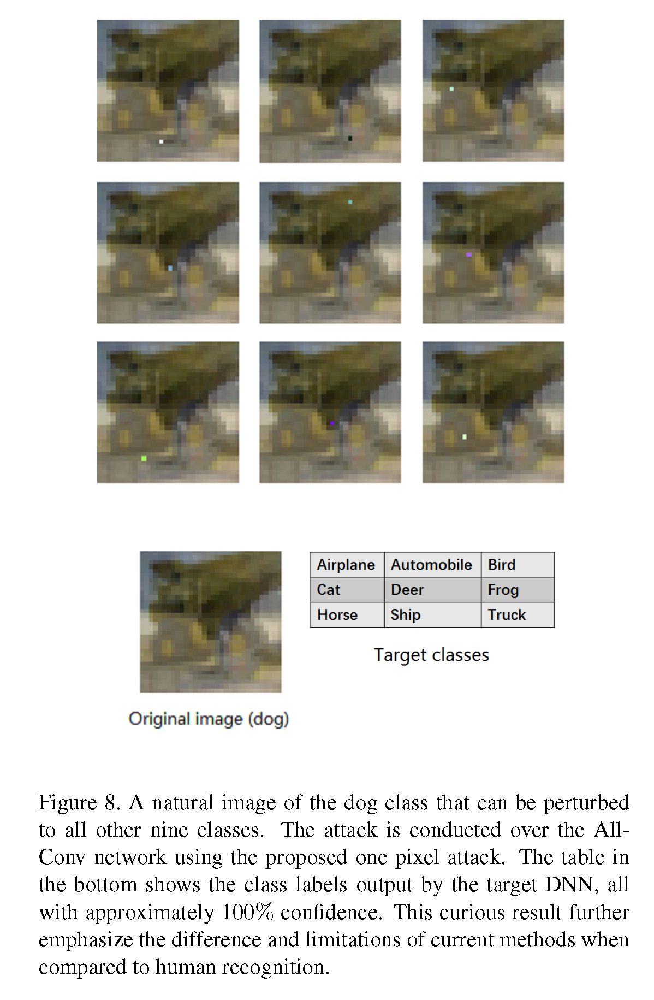 Airplane Automobile Bird
Cat Deer Frog
Horse Ship Truck
Target classes
Original image (dog)
Figure 8. A natural image of the dog class that can be perturbed
to all other nine classes. The attack is conducted over the All-
Conv network using the proposed one pixel attack. The table in
the bottom shows the class labels output by the target DNN, all
with approximately 100% confidence. This curious result further
emphasize the difference and limitations of current methods when
compared to human recognition.